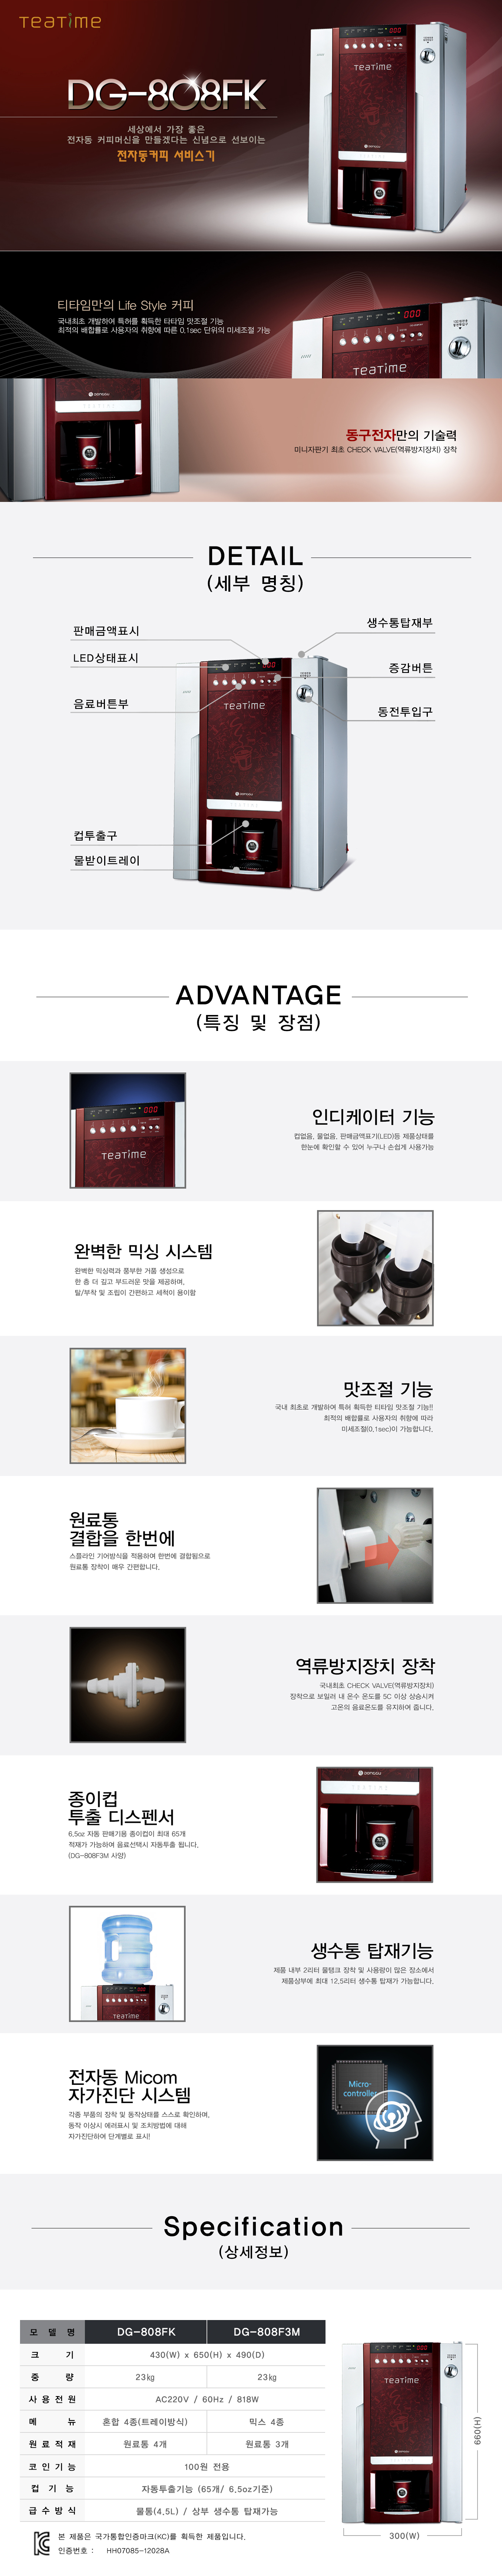 TEATIME
TEATIME
DG-808FK
세상에서 가장 좋은
전자동 커피머신을 만들겠다는 신념으로 선보이는
전자동커피 서비스기
티타임만의 Life Style 커피
국내최초 개발하여 특허를 획득한 티타임 맛조절 기능
최적의 배합률로 사용자의 취향에 따른 0.1sec 단위의 미세조절 가능
TEATIME
동구전자만의 기술력
미니자판기 최초 CHECK VALVE(역류방지장치) 장착
DETAIL
(세부 명칭)
판매금액표시
LED상태표시
음료버튼부
컵투출구
물받이트레이
생수통탑재부
증감버튼
동전투입구
TEATIME
ADVANTAGE
(특징 및 장점)
TEATIME
인디케이터 기능
컵없음, 물없음, 판매금액표기(LED)등 제품상태를
한눈에 확인할 수 있어 누구나 손쉽게 사용가능
완벽한 믹싱 시스템
완벽한 믹싱력과 풍부한 거품 생성으로
한 층 더 깊고 부드러운 맛을 제공하며,
탈/부착 및 조립이 간편하고 세척이 용이함
맛조절 기능
국내 최초로 개발하여 특허 획득한 티타임 맛조절 기능!!
최적의 배합률로 사용자의 취향에 따라
미세조절(0.1sec)이 가능합니다.
원료통
결합을 한번에
스플라인 기어방식을 적용하여 한번에 결합됨으로
원료통 장착이 매우 간편합니다.
역류방지장치 장착
국내최초 CHECK VALVE(역류방지장치)
장착으로 보일러 내 온수 온도를 5C 이상 상승시켜
고온의 음료온도를 유지하여 줍니다.
종이컵
투출 디스펜서
6.5oz 자동 판매기용 종이컵이 최대 65개
적재가 가능하여 음료선택시 자동투출 됩니다.
(DG-808F3M 사양)
생수통 탑재기능
제품 내부 2리터 물탱크 장착 및 사용량이 많은 장소에서
제품상부에 최대 12.5리터 생수통 탑재가 가능합니다.
전자동 Micom
자가진단 시스템
각종 부품의 장착 및 동작상태를 스스로 확인하며,
동작 이상시 에러표시 및 조치방법에 대해
자가진단하여 단계별로 표시!
Micro-
controller
Specification
(상세정보)
모 델 명 DG-808FK DG-808F3M
크 기 430(W) x 650(H) x 490(D)
중 량 23㎏ 23㎏
사 용 전 원 AC220V / 60Hz / 818W
메 뉴 혼합 4종(트레이방식) 믹스 4종
원 료 적 재 원료통 4개 원료통 3개
코 인 기 능 100원 전용
컵 기 능 자동투출기능 (65개/ 6.5oz기준)
급 수 방 식 물통(4.5L) / 상부 생수통 탑재가능
본 제품은 국가통합인증마크(KC)를 획득한 제품입니다.
인증번호 : HH07085-12028A
TEATIME
660(H)
300(W)